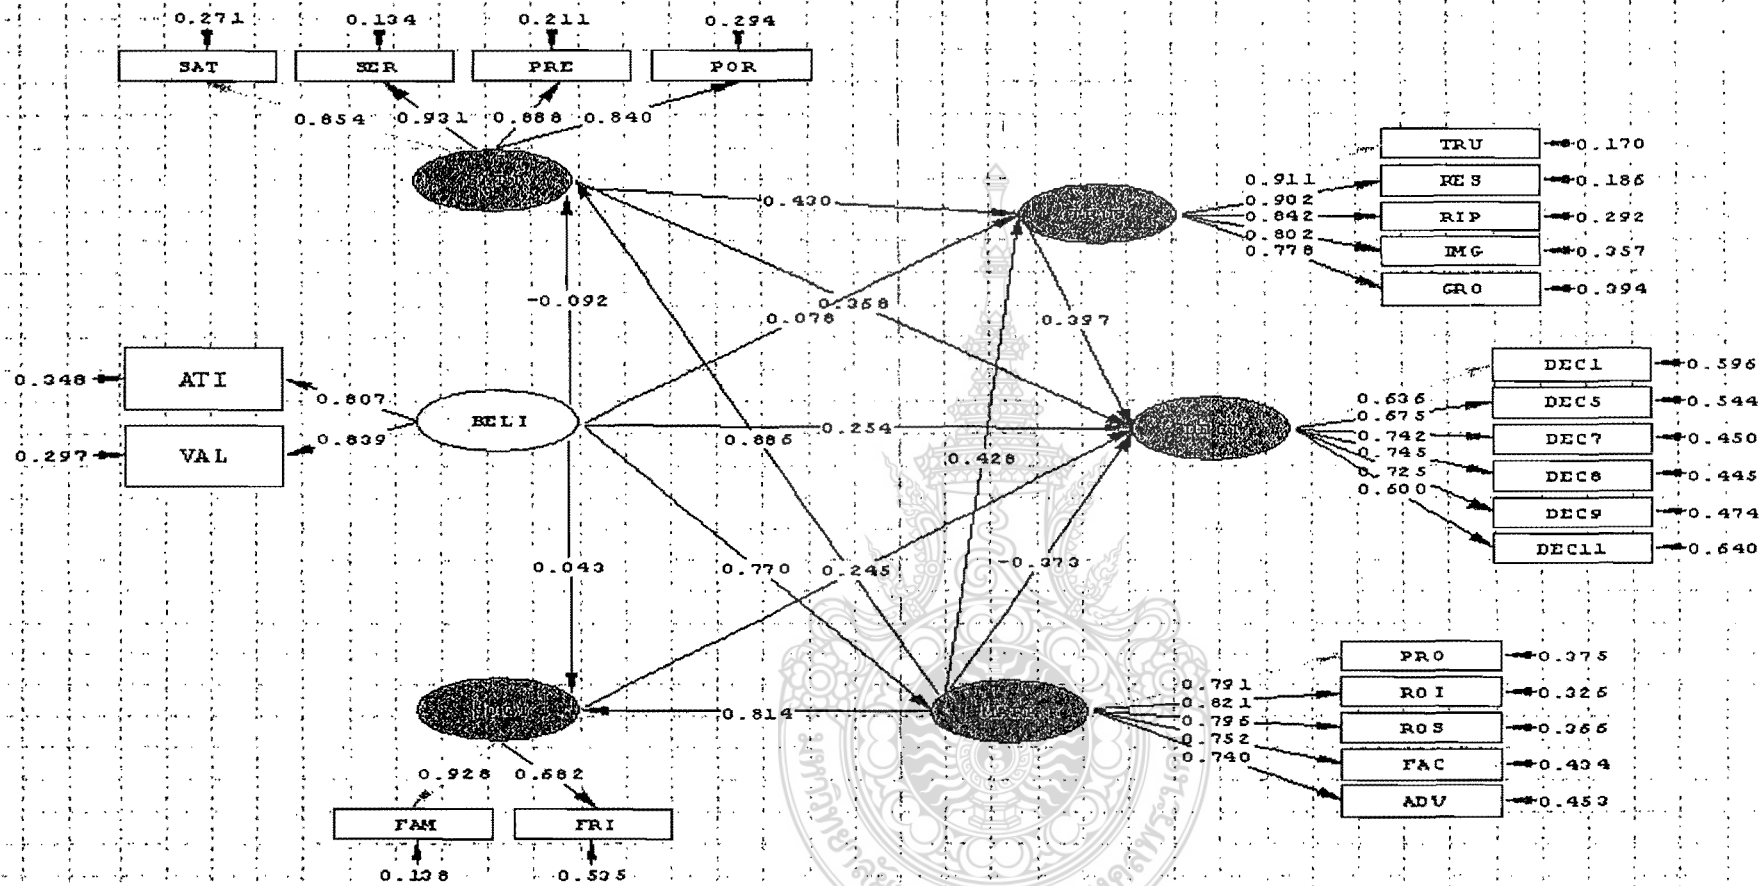 0.271 0.134 0.211 0.294
SAT SER PRE POR
0.854 0.931 0.888 0.840
TRU 0.170
0.911 RES 0.186
0.902
0.842 RIP 0.292
0.802 IMG 0.357
0.778 GRO 0.394
0.430
-0.092
0.368
0.078
0.397
0.348 ATI 0.807
BELI
0.297 VAL 0.839
0.886 0.254
0.428
DEC1 0.596
0.636 DEC5 0.544
0.675
0.742 DEC7 0.450
0.745 DEC8 0.445
0.725
0.600 DEC9 0.474
DEC11 0.640
0.043 0.770 0.245 -0.373
PRO 0.375
0.791 ROI 0.326
0.821
0.796 ROS 0.366
0.752 FAC 0.434
0.740 ADV 0.453
0.814
0.928 0.682
FAM FRI
0.138 0.535